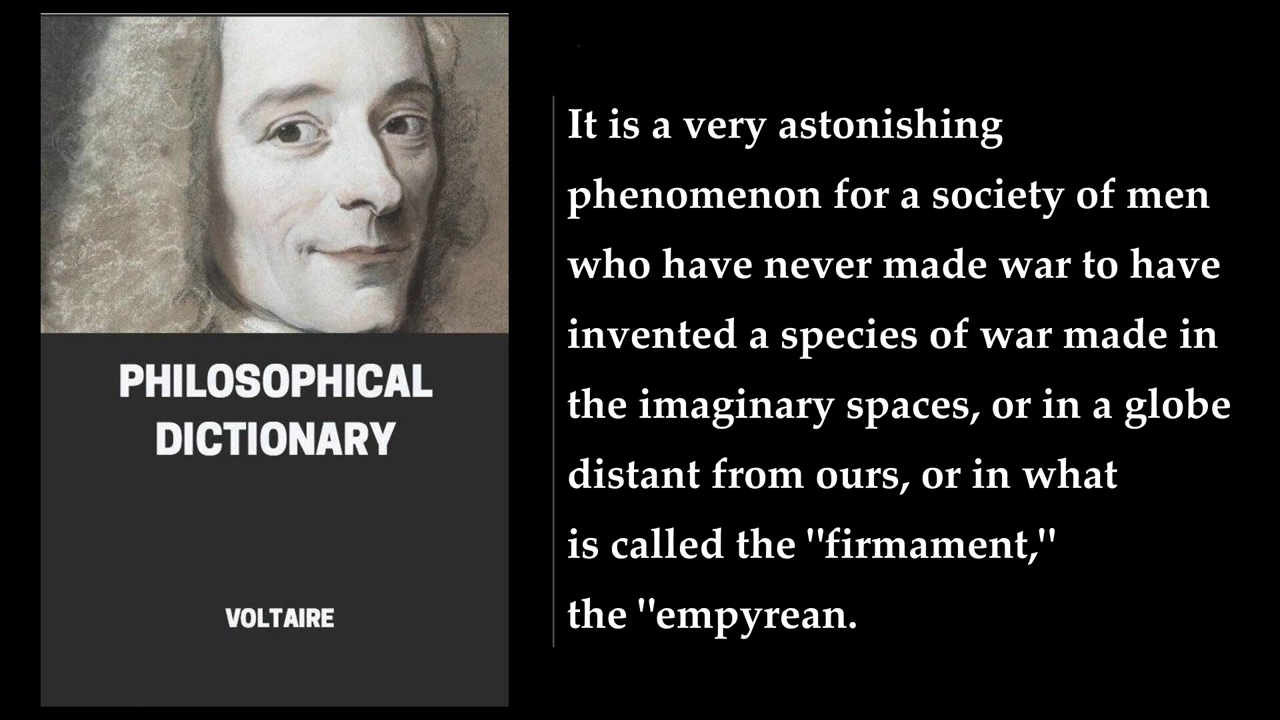 PHILOSOPHICAL
DICTIONARY
VOLTAIRE
It is a very astonishing
phenomenon for a society of men
who have never made war to have
invented a species of war made in
the imaginary spaces, or in a globe
distant from ours, or in what
is called the "firmament,"
the "empyrean.